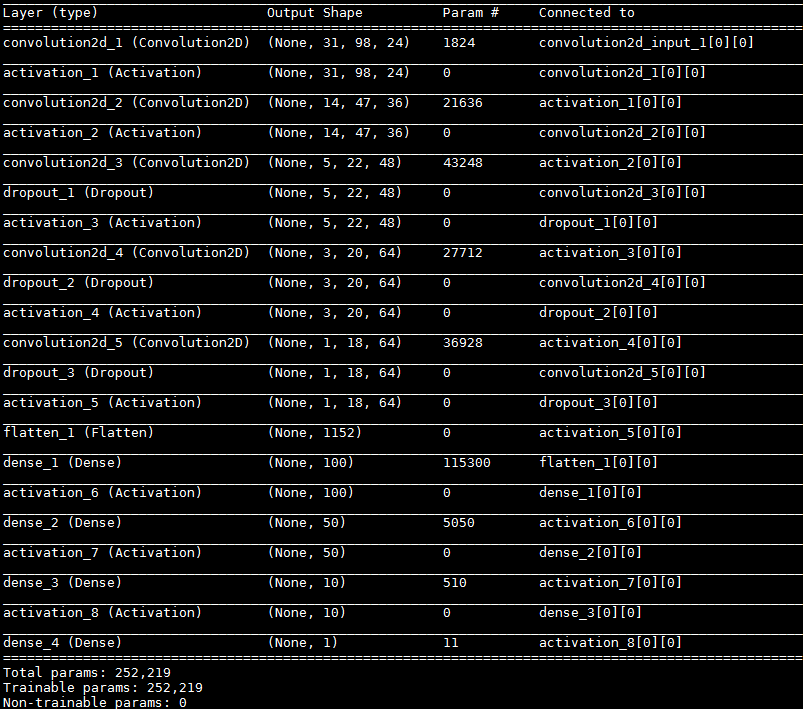 Layer (type) Output Shape Param # Connected to
convolution2d_1 (Convolution2D) (None, 31, 98, 24) 1824 convolution2d_input_1[0][0]
activation_1 (Activation) (None, 31, 98, 24) 0 convolution2d_1[0][0]
convolution2d_2 (Convolution2D) (None, 14, 47, 36) 21636 activation_1[0][0]
activation_2 (Activation) (None, 14, 47, 36) 0 convolution2d_2[0][0]
convolution2d_3 (Convolution2D) (None, 5, 22, 48) 43248 activation_2[0][0]
dropout_1 (Dropout) (None, 5, 22, 48) 0 convolution2d_3[0][0]
activation_3 (Activation) (None, 5, 22, 48) 0 dropout_1[0][0]
convolution2d_4 (Convolution2D) (None, 3, 20, 64) 27712 activation_3[0][0]
dropout_2 (Dropout) (None, 3, 20, 64) 0 convolution2d_4[0][0]
activation_4 (Activation) (None, 3, 20, 64) 0 dropout_2[0][0]
convolution2d_5 (Convolution2D) (None, 1, 18, 64) 36928 activation_4[0][0]
dropout_3 (Dropout) (None, 1, 18, 64) 0 convolution2d_5[0][0]
activation_5 (Activation) (None, 1, 18, 64) 0 dropout_3[0][0]
flatten_1 (Flatten) (None, 1152) 0 activation_5[0][0]
dense_1 (Dense) (None, 100) 115300 flatten_1[0][0]
activation_6 (Activation) (None, 100) 0 dense_1[0][0]
dense_2 (Dense) (None, 50) 5050 activation_6[0][0]
activation_7 (Activation) (None, 50) 0 dense_2[0][0]
dense_3 (Dense) (None, 10) 510 activation_7[0][0]
activation_8 (Activation) (None, 10) 0 dense_3[0][0]
dense_4 (Dense) (None, 1) 11 activation_8[0][0]
Total params: 252,219
Trainable params: 252,219
Non-trainable params: 0